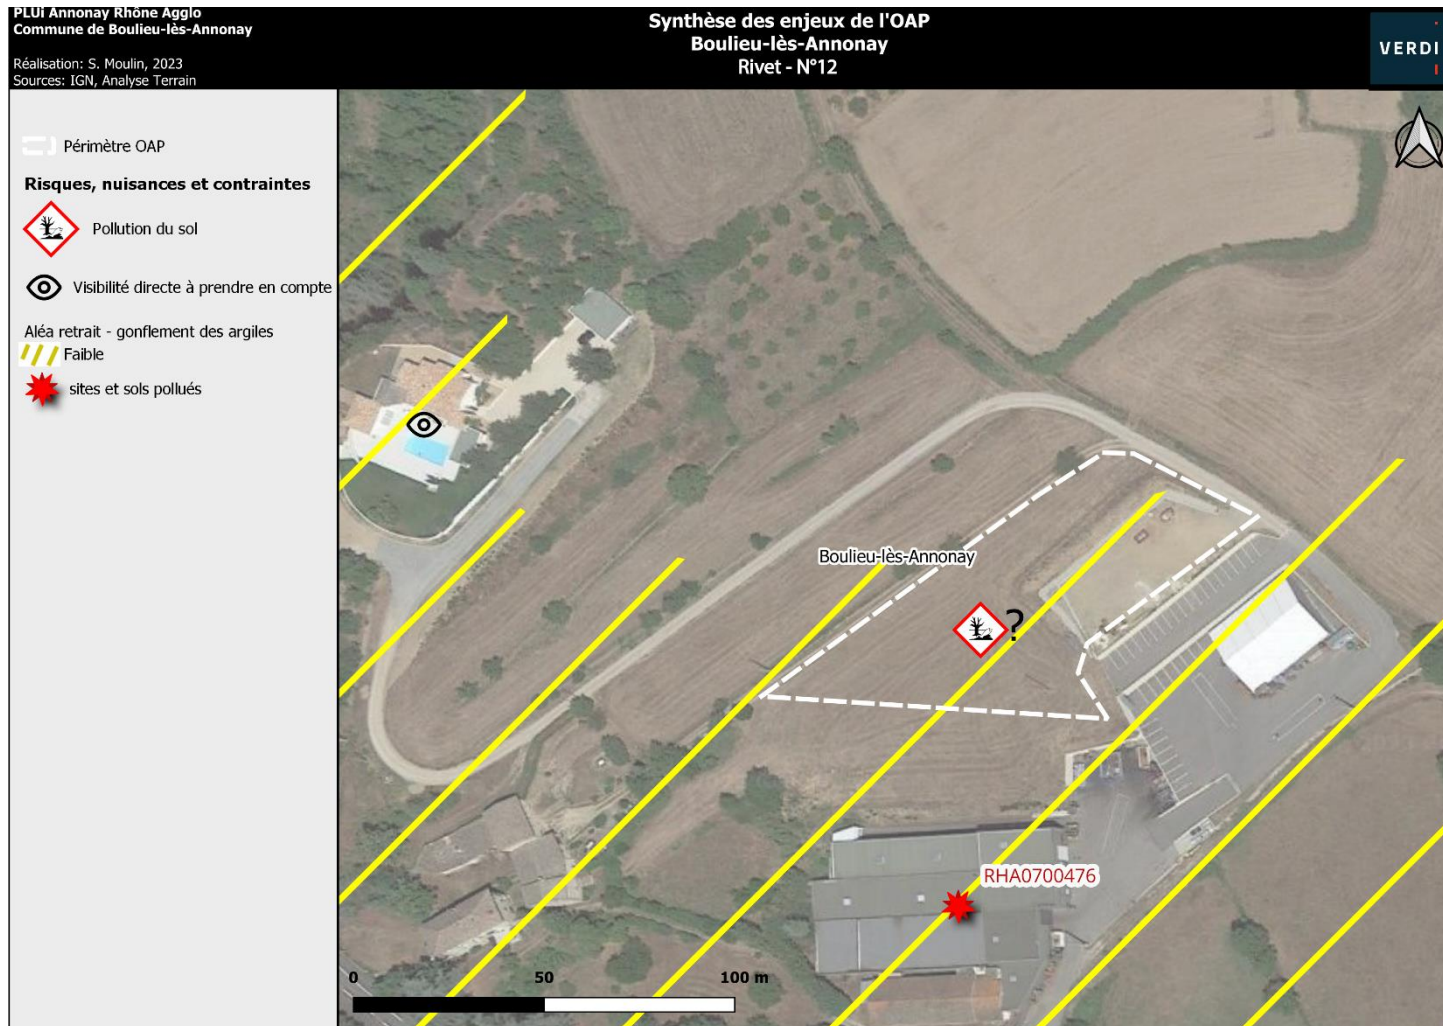 PLUi Annonay Rhône Agglo
Commune de Boulieu-lès-Annonay
Réalisation: S. Moulin, 2023
Sources: IGN, Analyse Terrain
Synthèse des enjeux de l'OAP
Boulieu-lès-Annonay
Rivet - N°12
VERDI
Périmètre OAP
Risques, nuisances et contraintes
Pollution du sol
Visibilité directe à prendre en compte
Aléa retrait - gonflement des argiles
Faible
sites et sols pollués
Boulieu-lès-Annonay
?
RHA0700476
0 50 100 m